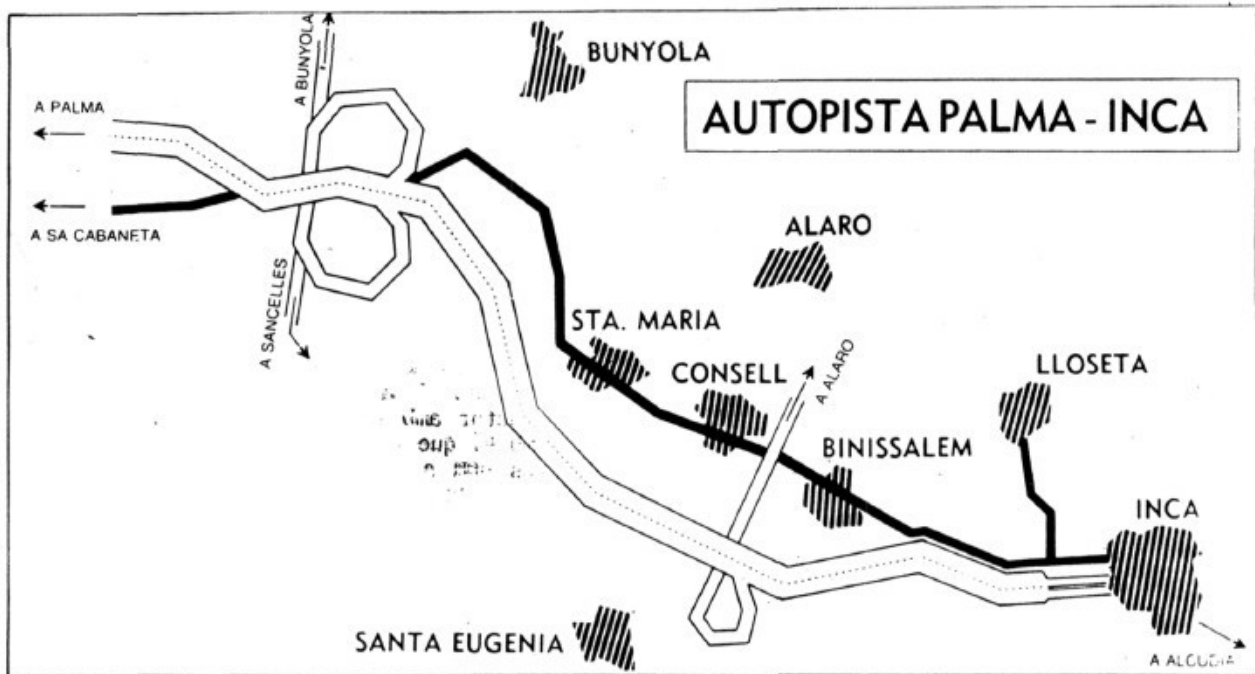 A BUNYOLA
BUNYOLA
A PALMA
AUTOPISTA PALMA - INCA
A SA CABANETA
ALARO
A SANCELLES
STA. MARIA
CONSELL
A ALARO
LLOSETA
BINISSALEM
INCA
SANTA EUGENIA
A ALCUDIA